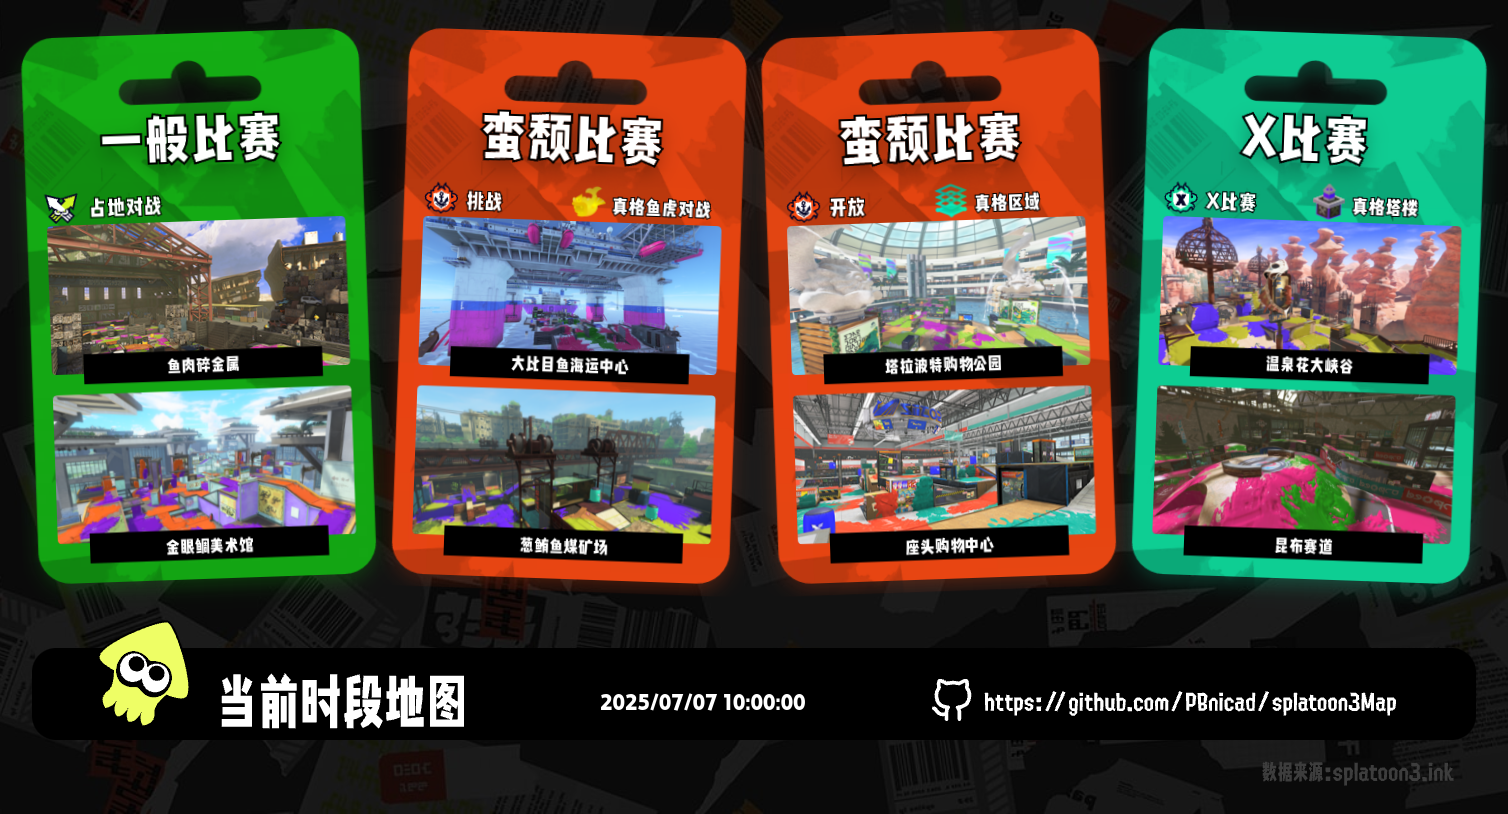 一般比赛
占地对战
鱼肉碎金属
金眼鲷美术馆
蛮颓比赛
挑战
真格鱼虎对战
大比目鱼海运中心
葱鲔鱼煤矿场
蛮颓比赛
开放
真格区域
塔拉波特购物公园
座头购物中心
X比赛
X比赛
真格塔楼
温泉花大峡谷
昆布赛道
当前时段地图
2025/07/07 10:00:00
https://github.com/PBnicad/splatoon3Map
数据来源:splatoon3.ink